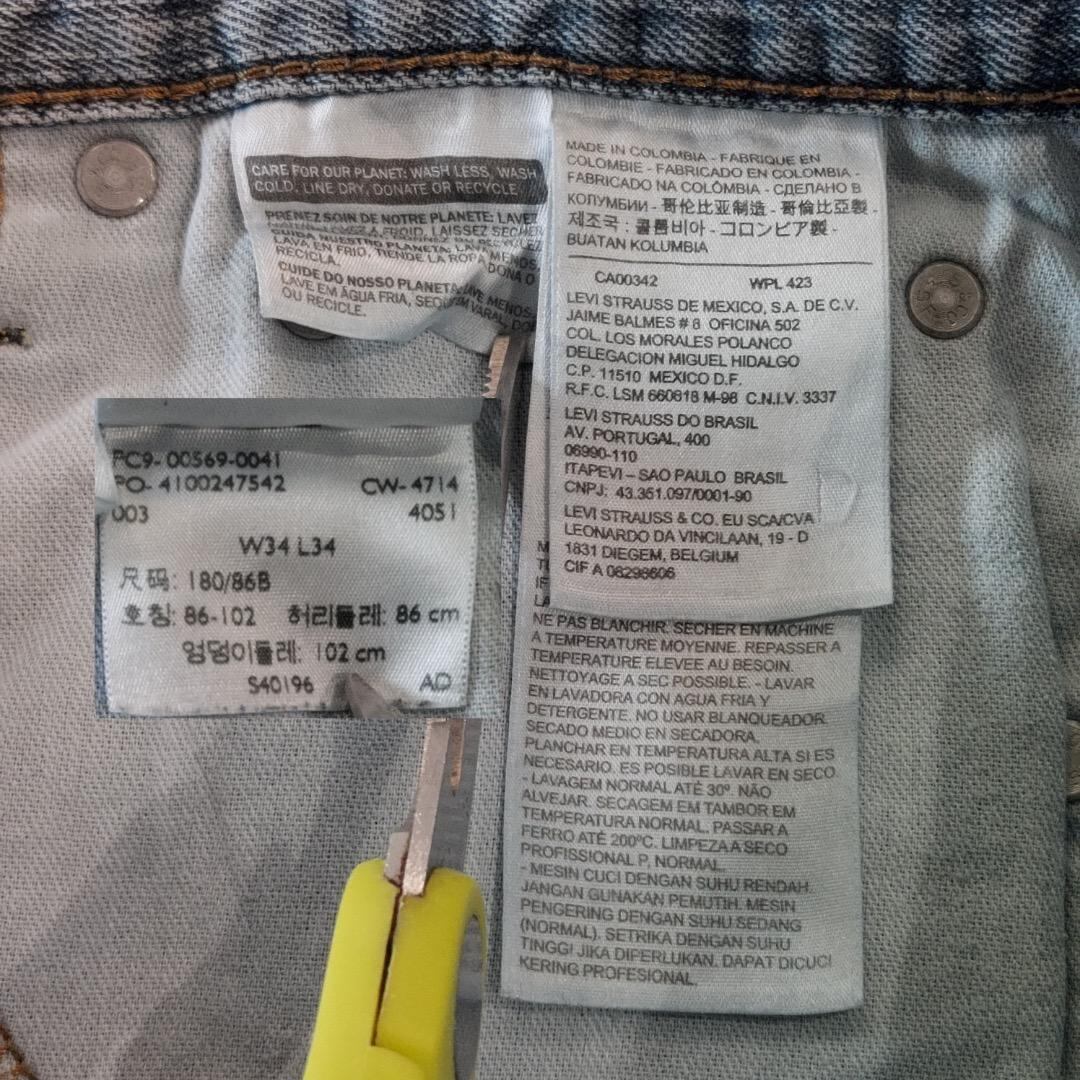 CARE FOR OUR PLANET: WASH LESS, WASH
COLD, LINE DRY, DONATE OR RECYCLE.
PRENEZ SOIN DE NOTRE PLANETE: LAVEZ
FROID, LAISSEZ SECHER
NUESTRO PLANETA: LAVA MENOS
LAVA EN FRIO, TIENDE LA ROPA DONA O
RECICLA.
CUIDE DO NOSSO PLANETA: LAVE MENOS.
LAVE EM ÁGUA FRIA, VARAL,
OU RECICLE.
MADE IN COLOMBIA - FABRIQUE EN
COLOMBIE - FABRICADO EN COLOMBIA -
FABRICADO NA COLÔMBIA - СДЕЛАНО В
КОЛУМБИИ - 哥伦比亚制造 - 哥倫比亞製 -
제조국 : 콜롬비아 - コロンビア製 -
BUATAN KOLUMBIA
CA00342 WPL 423
LEVI STRAUSS DE MEXICO, S.A. DE C.V.
JAIME BALMES # 8 OFICINA 502
COL. LOS MORALES POLANCO
DELEGACION MIGUEL HIDALGO
C.P. 11510 MEXICO D.F.
R.F.C. LSM 660818 M-98 C.N.I.V. 3337
LEVI STRAUSS DO BRASIL
AV. PORTUGAL, 400
06990-110
ITAPEVI – SAO PAULO BRASIL
CNPJ: 43.351.097/0001-90
LEVI STRAUSS & CO. EU SCA/CVA
LEONARDO DA VINCILAAN, 19 - D
1831 DIEGEM, BELGIUM
CIF A 08298606
PC9-00569-0041
PO- 4100247542 CW- 4714
003 4051
W34 L34
尺码: 180/86B
호칭: 86-102 허리둘레: 86 cm
엉덩이둘레: 102 cm
S40196 AD
NE PAS BLANCHIR. SECHER EN MACHINE
A TEMPERATURE MOYENNE. REPASSER A
TEMPERATURE ELEVEE AU BESOIN.
NETTOYAGE A SEC POSSIBLE. - LAVAR
EN LAVADORA CON AGUA FRIA Y
DETERGENTE. NO USAR BLANQUEADOR.
SECADO MEDIO EN SECADORA.
PLANCHAR EN TEMPERATURA ALTA SI ES
NECESARIO. ES POSIBLE LAVAR EN SECO.
- LAVAGEM NORMAL ATÉ 30º. NÃO
ALVEJAR. SECAGEM EM TAMBOR EM
TEMPERATURA NORMAL. PASSAR A
FERRO ATÉ 200ºC. LIMPEZA A SECO
PROFISSIONAL P, NORMAL.
- MESIN CUCI DENGAN SUHU RENDAH.
JANGAN GUNAKAN PEMUTIH. MESIN
PENGERING DENGAN SUHU SEDANG
(NORMAL). SETRIKA DENGAN SUHU
TINGGI JIKA DIPERLUKAN. DAPAT DICUCI
KERING PROFESIONAL.